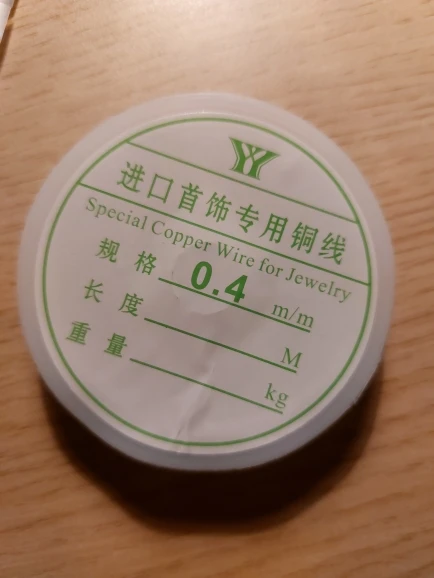 进口首饰专用铜线
Special Copper Wire for Jewelry
规格 0.4 m/m
长度 M
重量 kg